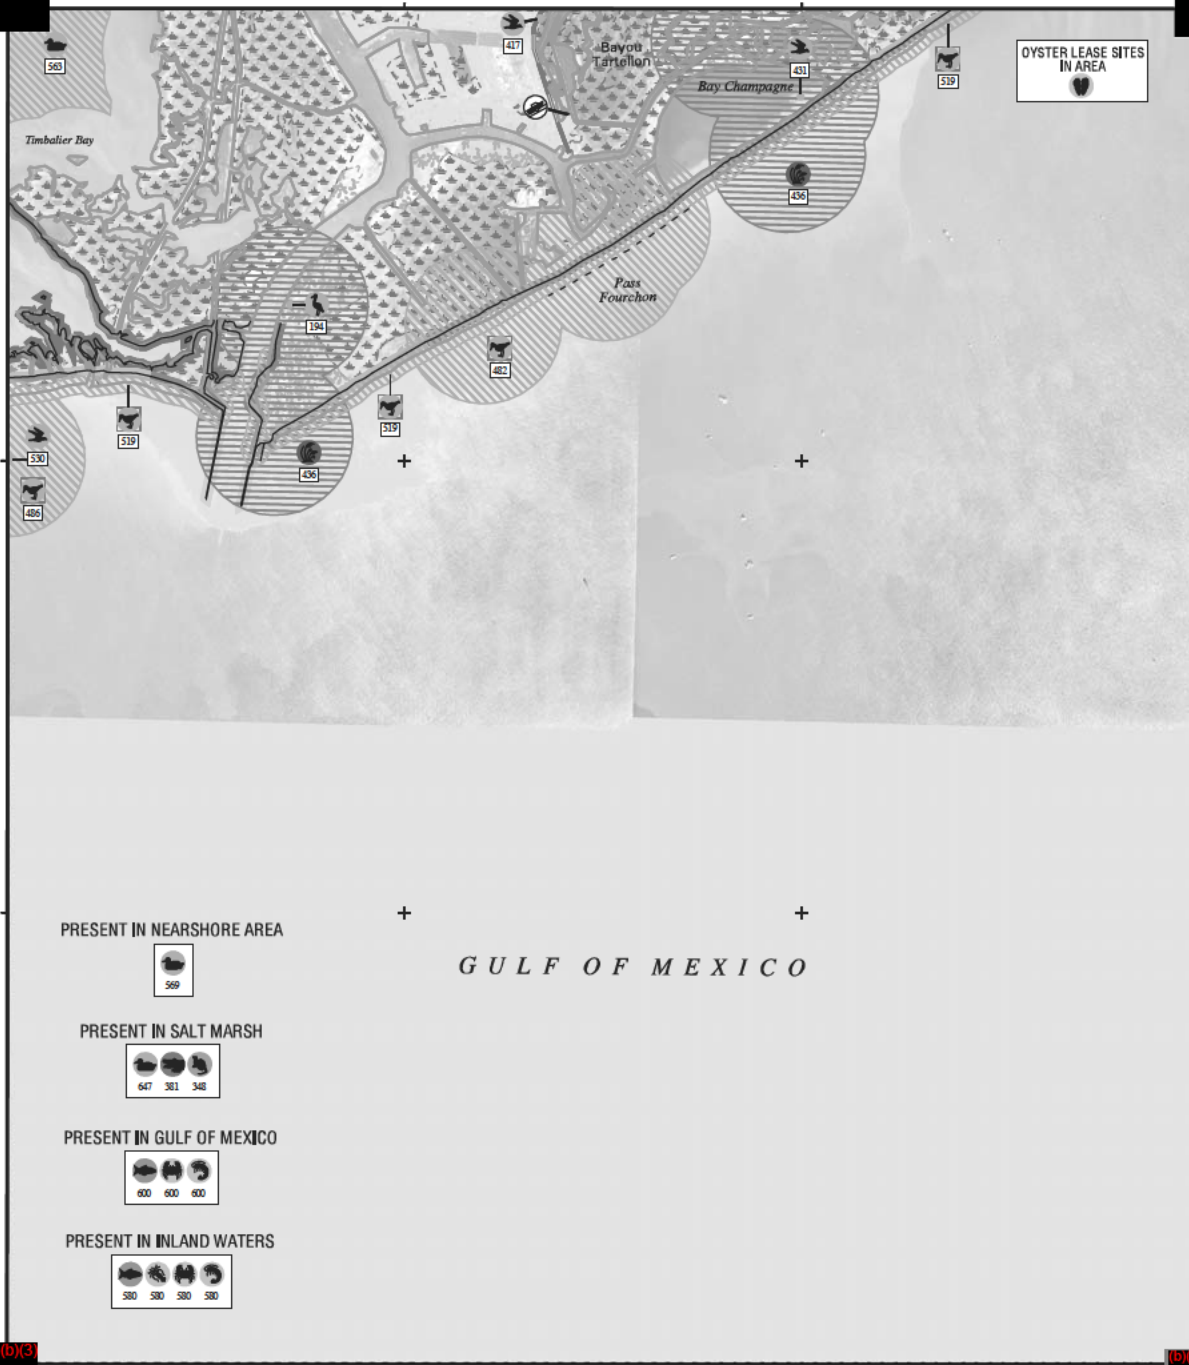 417
563
Bayou
Tartellon
431
Bay Champagne
519
OYSTER LEASE SITES
IN AREA
Timbalier Bay
436
Pass
Fourchon
194
482
519
519
530
436
486
PRESENT IN NEARSHORE AREA
569
GULF OF MEXICO
PRESENT IN SALT MARSH
647 381 348
PRESENT IN GULF OF MEXICO
600 600 600
PRESENT IN INLAND WATERS
580 580 580 580
(b)(3)
(b)(